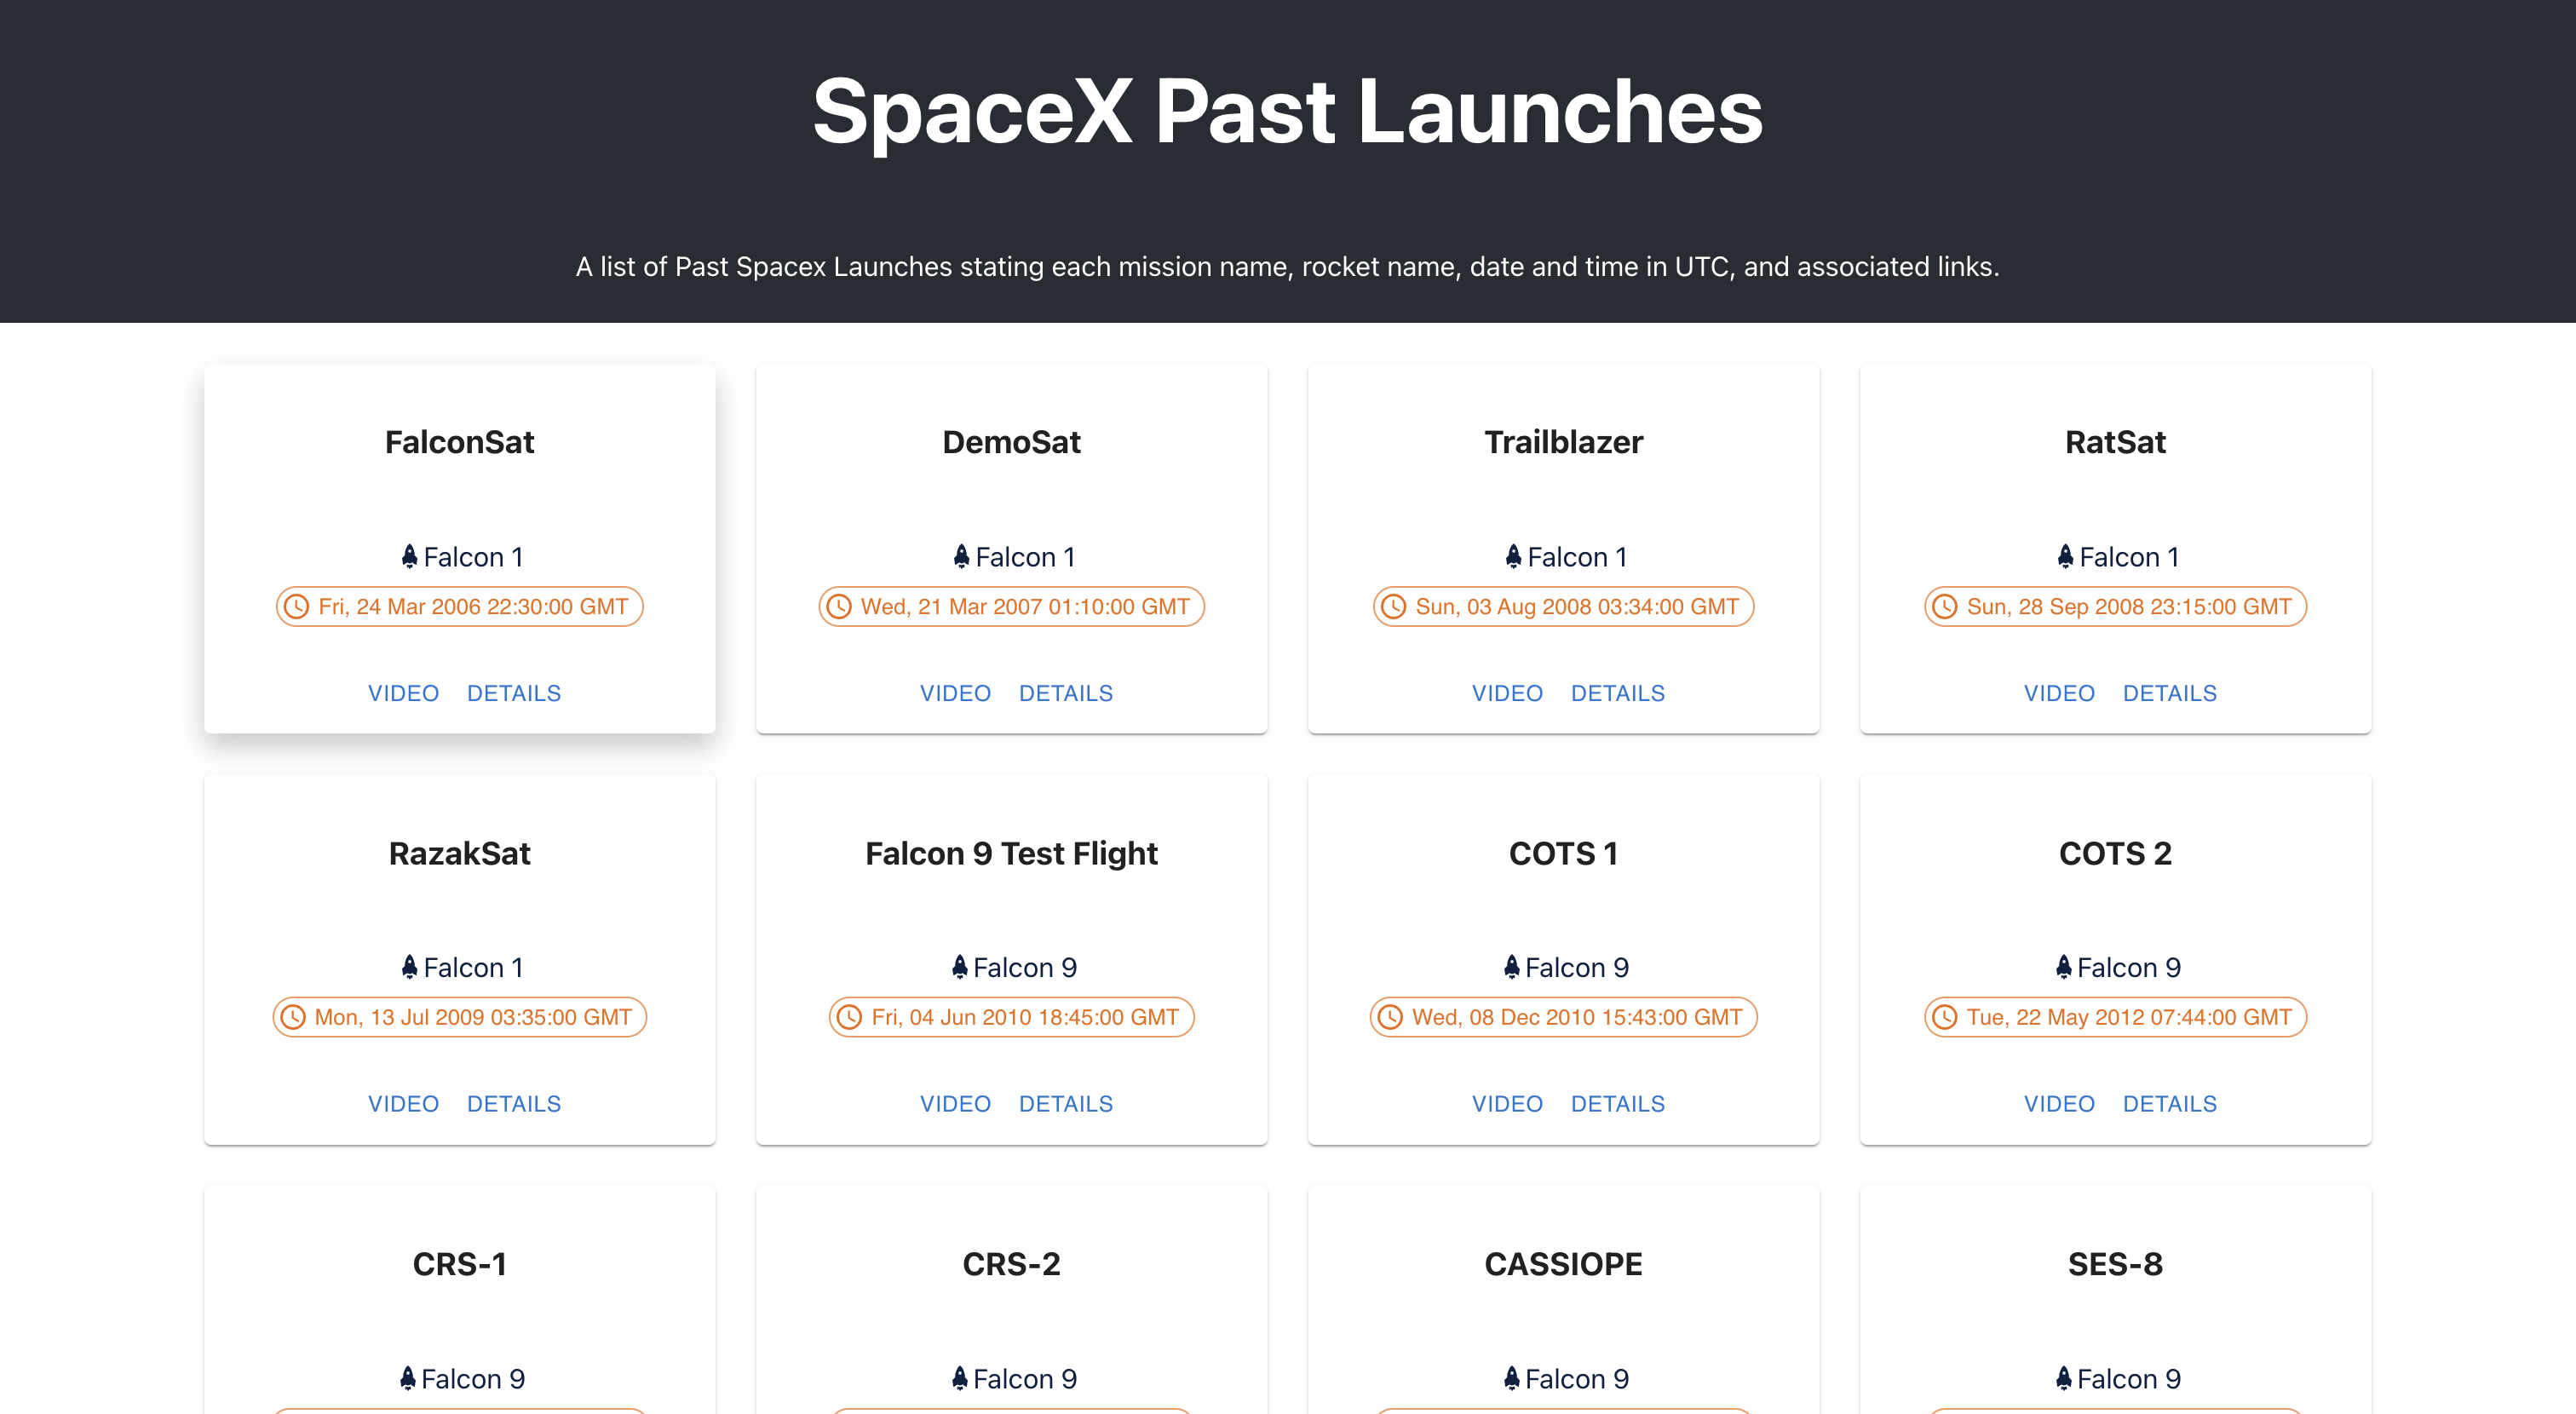 SpaceX Past Launches
A list of Past Spacex Launches stating each mission name, rocket name, date and time in UTC, and associated links.
FalconSat
Falcon 1
Fri, 24 Mar 2006 22:30:00 GMT
VIDEO DETAILS
DemoSat
Falcon 1
Wed, 21 Mar 2007 01:10:00 GMT
VIDEO DETAILS
Trailblazer
Falcon 1
Sun, 03 Aug 2008 03:34:00 GMT
VIDEO DETAILS
RatSat
Falcon 1
Sun, 28 Sep 2008 23:15:00 GMT
VIDEO DETAILS
RazakSat
Falcon 1
Mon, 13 Jul 2009 03:35:00 GMT
VIDEO DETAILS
Falcon 9 Test Flight
Falcon 9
Fri, 04 Jun 2010 18:45:00 GMT
VIDEO DETAILS
COTS 1
Falcon 9
Wed, 08 Dec 2010 15:43:00 GMT
VIDEO DETAILS
COTS 2
Falcon 9
Tue, 22 May 2012 07:44:00 GMT
VIDEO DETAILS
CRS-1
Falcon 9
CRS-2
Falcon 9
CASSIOPE
Falcon 9
SES-8
Falcon 9